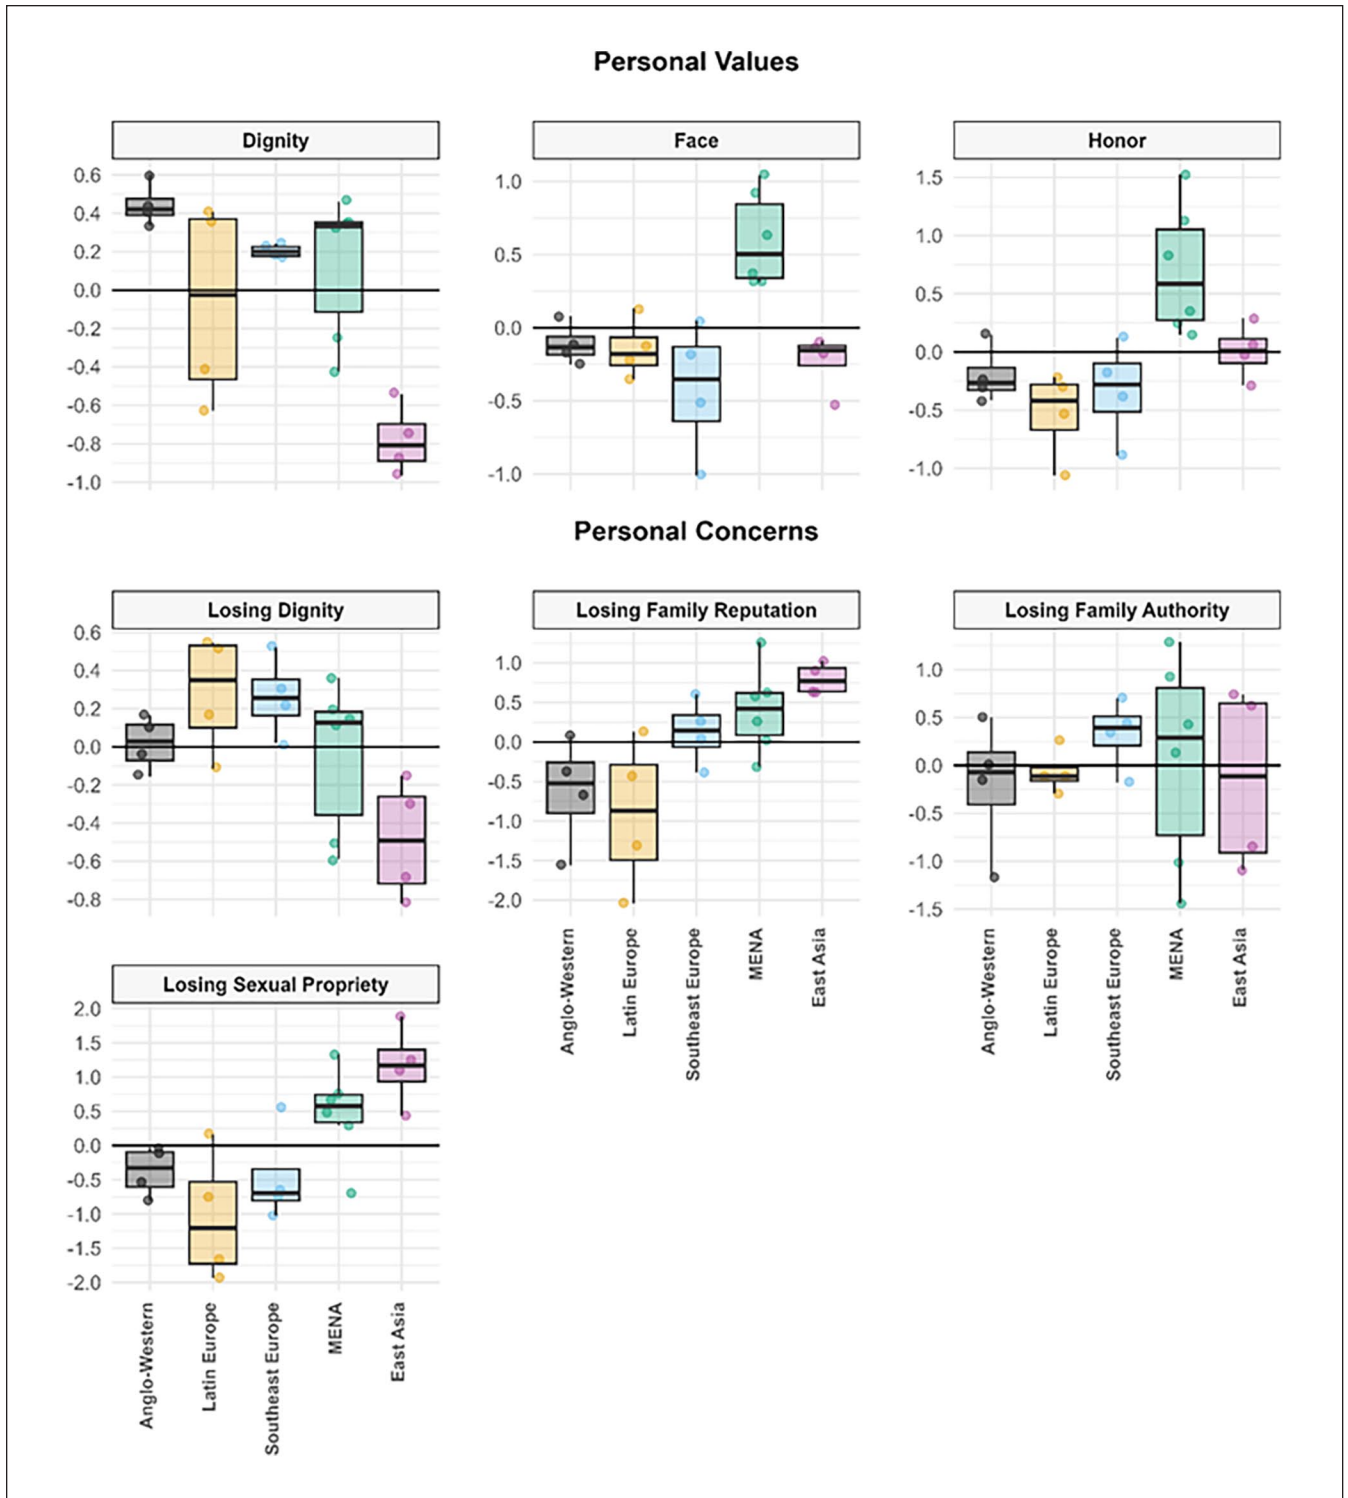 Personal Values
Dignity
Face
Honor
0.6
0.4
0.2
0.0
-0.2
-0.4
-0.6
-0.8
-1.0
1.0
0.5
0.0
-0.5
-1.0
1.5
1.0
0.5
0.0
-0.5
-1.0
Personal Concerns
Losing Dignity
Losing Family Reputation
Losing Family Authority
0.6
0.4
0.2
0.0
-0.2
-0.4
-0.6
-0.8
1.0
0.5
0.0
-0.5
-1.0
-1.5
-2.0
1.0
0.5
0.0
-0.5
-1.0
-1.5
Anglo-Western
Latin Europe
Southeast Europe
MENA
East Asia
Anglo-Western
Latin Europe
Southeast Europe
MENA
East Asia
Losing Sexual Propriety
2.0
1.5
1.0
0.5
0.0
-0.5
-1.0
-1.5
-2.0
Anglo-Western
Latin Europe
Southeast Europe
MENA
East Asia